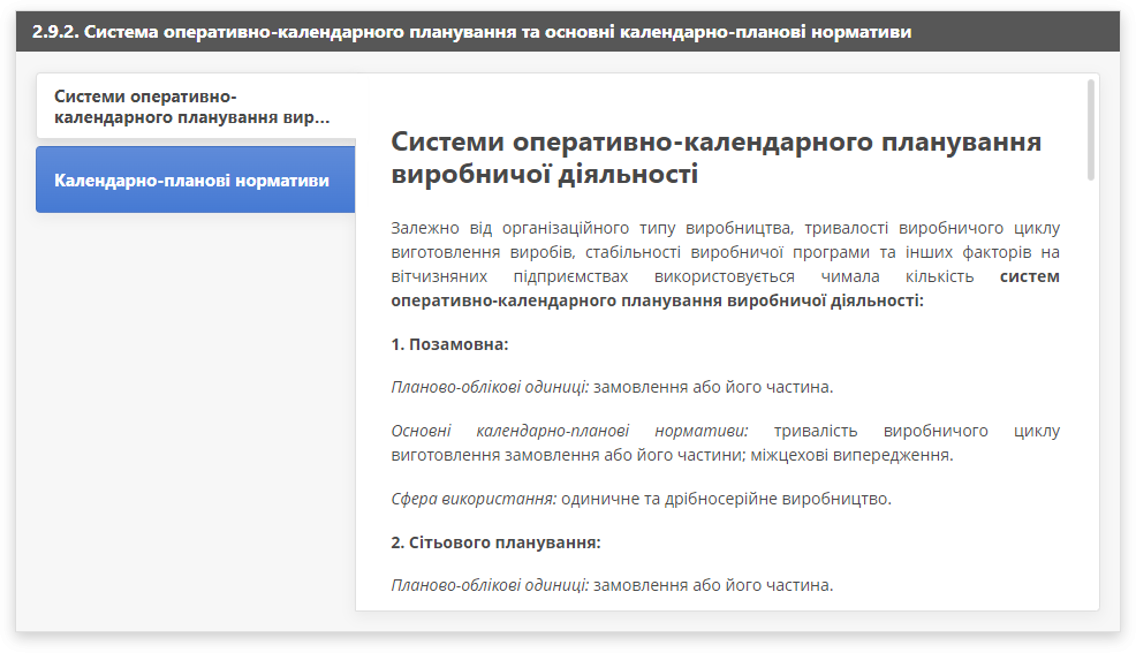 2.9.2. Система оперативно-календарного планування та основні календарно-планові нормативи
Системи оперативно-
календарного планування вир...
Календарно-планові нормативи
Системи оперативно-календарного планування
виробничої діяльності
Залежно від організаційного типу виробництва, тривалості виробничого циклу
виготовлення виробів, стабільності виробничої програми та інших факторів на
вітчизняних підприємствах використовується чимала кількість систем
оперативно-календарного планування виробничої діяльності:
1. Позамовна:
Планово-облікові одиниці: замовлення або його частина.
Основні календарно-планові нормативи: тривалість виробничого циклу
виготовлення замовлення або його частини; міжцехові випередження.
Сфера використання: одиничне та дрібносерійне виробництво.
2. Сітьового планування:
Планово-облікові одиниці: замовлення або його частина.